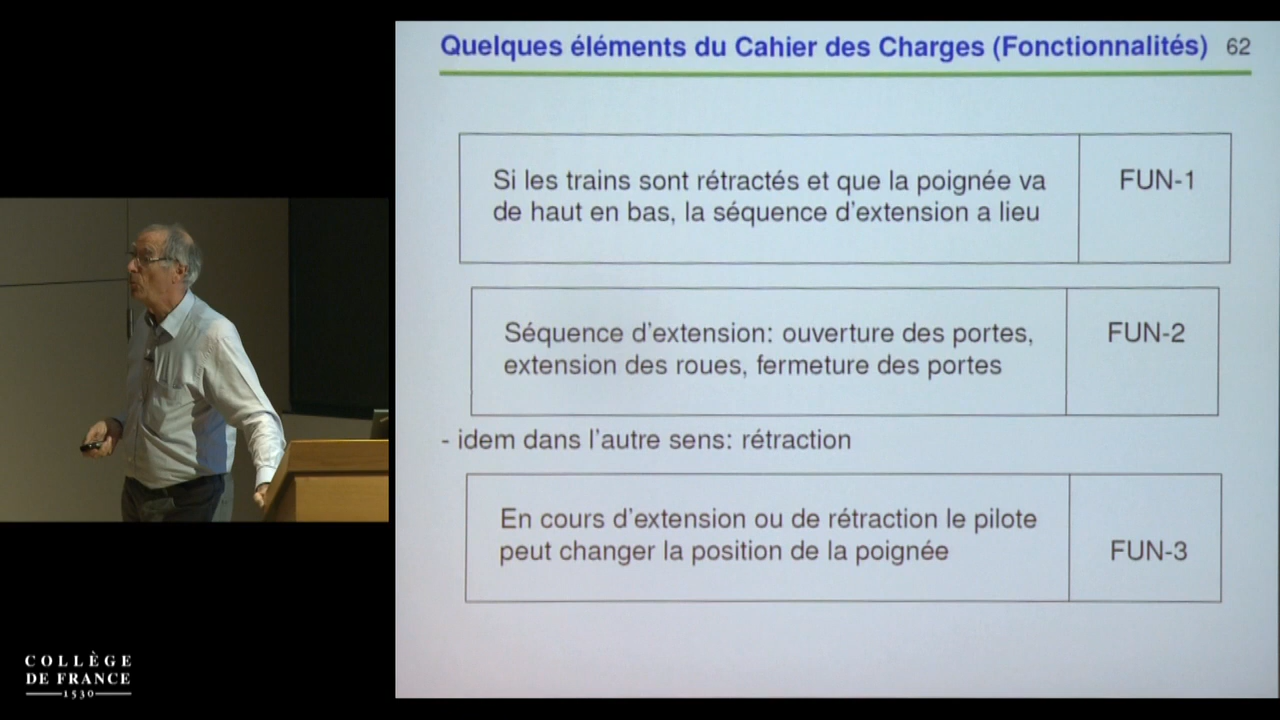 Quelques éléments du Cahier des Charges (Fonctionnalités) 62
Si les trains sont rétractés et que la poignée va
de haut en bas, la séquence d'extension a lieu
FUN-1
Séquence d'extension: ouverture des portes,
extension des roues, fermeture des portes
FUN-2
- idem dans l'autre sens: rétraction
En cours d'extension ou de rétraction le pilote
peut changer la position de la poignée
FUN-3
COLLÈGE
DE FRANCE
1530